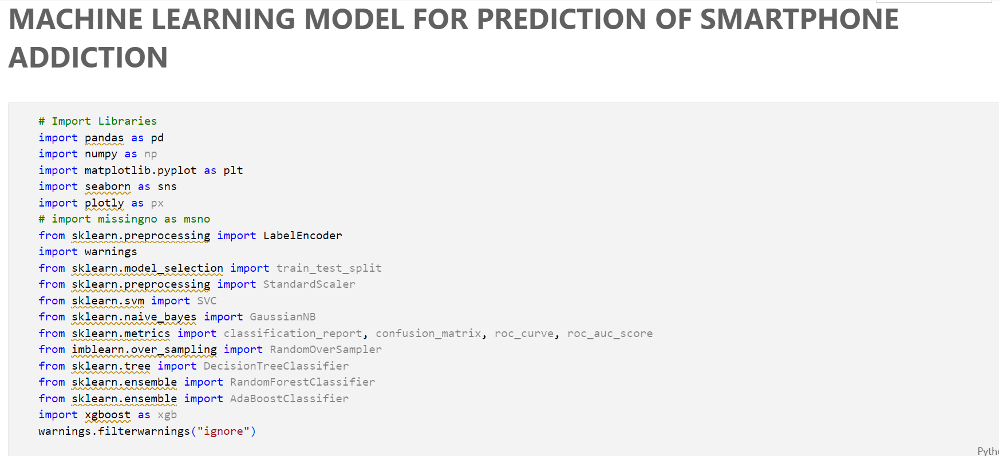 MACHINE LEARNING MODEL FOR PREDICTION OF SMARTPHONE
ADDICTION
# Import Libraries
import pandas as pd
import numpy as np
import matplotlib.pyplot as plt
import seaborn as sns
import plotly as px
# import missingno as msno
from sklearn.preprocessing import LabelEncoder
import warnings
from sklearn.model_selection import train_test_split
from sklearn.preprocessing import StandardScaler
from sklearn.svm import SVC
from sklearn.naive_bayes import GaussianNB
from sklearn.metrics import classification_report, confusion_matrix, roc_curve, roc_auc_score
from imblearn.over_sampling import RandomOverSampler
from sklearn.tree import DecisionTreeClassifier
from sklearn.ensemble import RandomForestClassifier
from sklearn.ensemble import AdaBoostClassifier
import xgboost as xgb
warnings.filterwarnings("ignore")